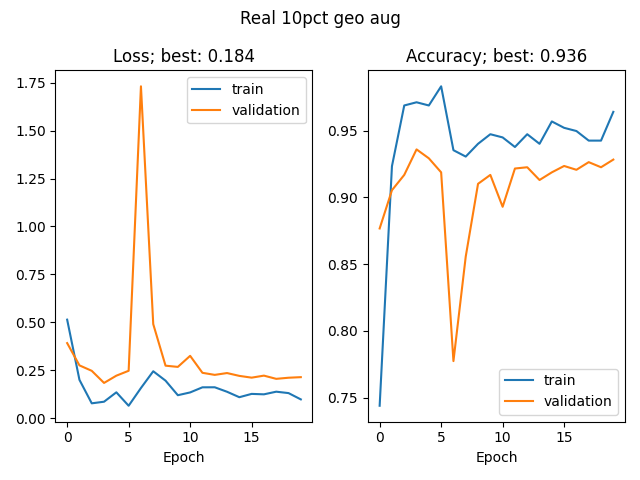 Real 10pct geo aug
Loss; best: 0.184
1.75
1.50
1.25
1.00
0.75
0.50
0.25
0.00
train
validation
0
5
10
15
Epoch
Accuracy; best: 0.936
0.95
0.90
0.85
0.80
0.75
train
validation
0
5
10
15
Epoch